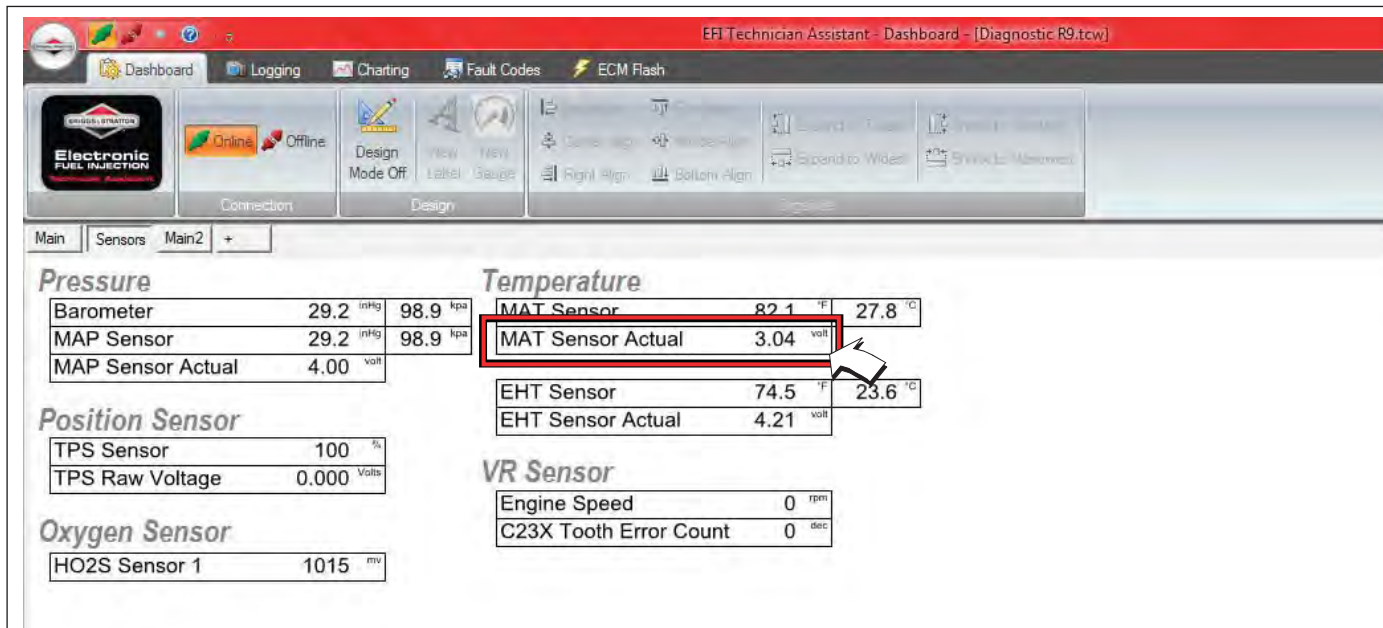 EFI Technician Assistant - Dashboard - [Diagnostic R9.tcw]
Dashboard Logging Charting Fault Codes ECM Flash
BRIGGS & STRATTON
Electronic
FUEL INJECTION
Online Offline
Design
Mode Off
New
Label
New
Gauge
Center Align
Right Align
Bottom Align
Expand to Widest
Connection Design
Main Sensors Main2 +
Pressure
Barometer 29.2 inHg 98.9 kpa
MAP Sensor 29.2 inHg 98.9 kpa
MAP Sensor Actual 4.00 volt
Position Sensor
TPS Sensor 100 %
TPS Raw Voltage 0.000 Volts
Oxygen Sensor
HO2S Sensor 1 1015 mv
Temperature
MAT Sensor 82.1 °F 27.8 °C
MAT Sensor Actual 3.04 volt
EHT Sensor 74.5 °F 23.6 °C
EHT Sensor Actual 4.21 volt
VR Sensor
Engine Speed 0 rpm
C23X Tooth Error Count 0 dec